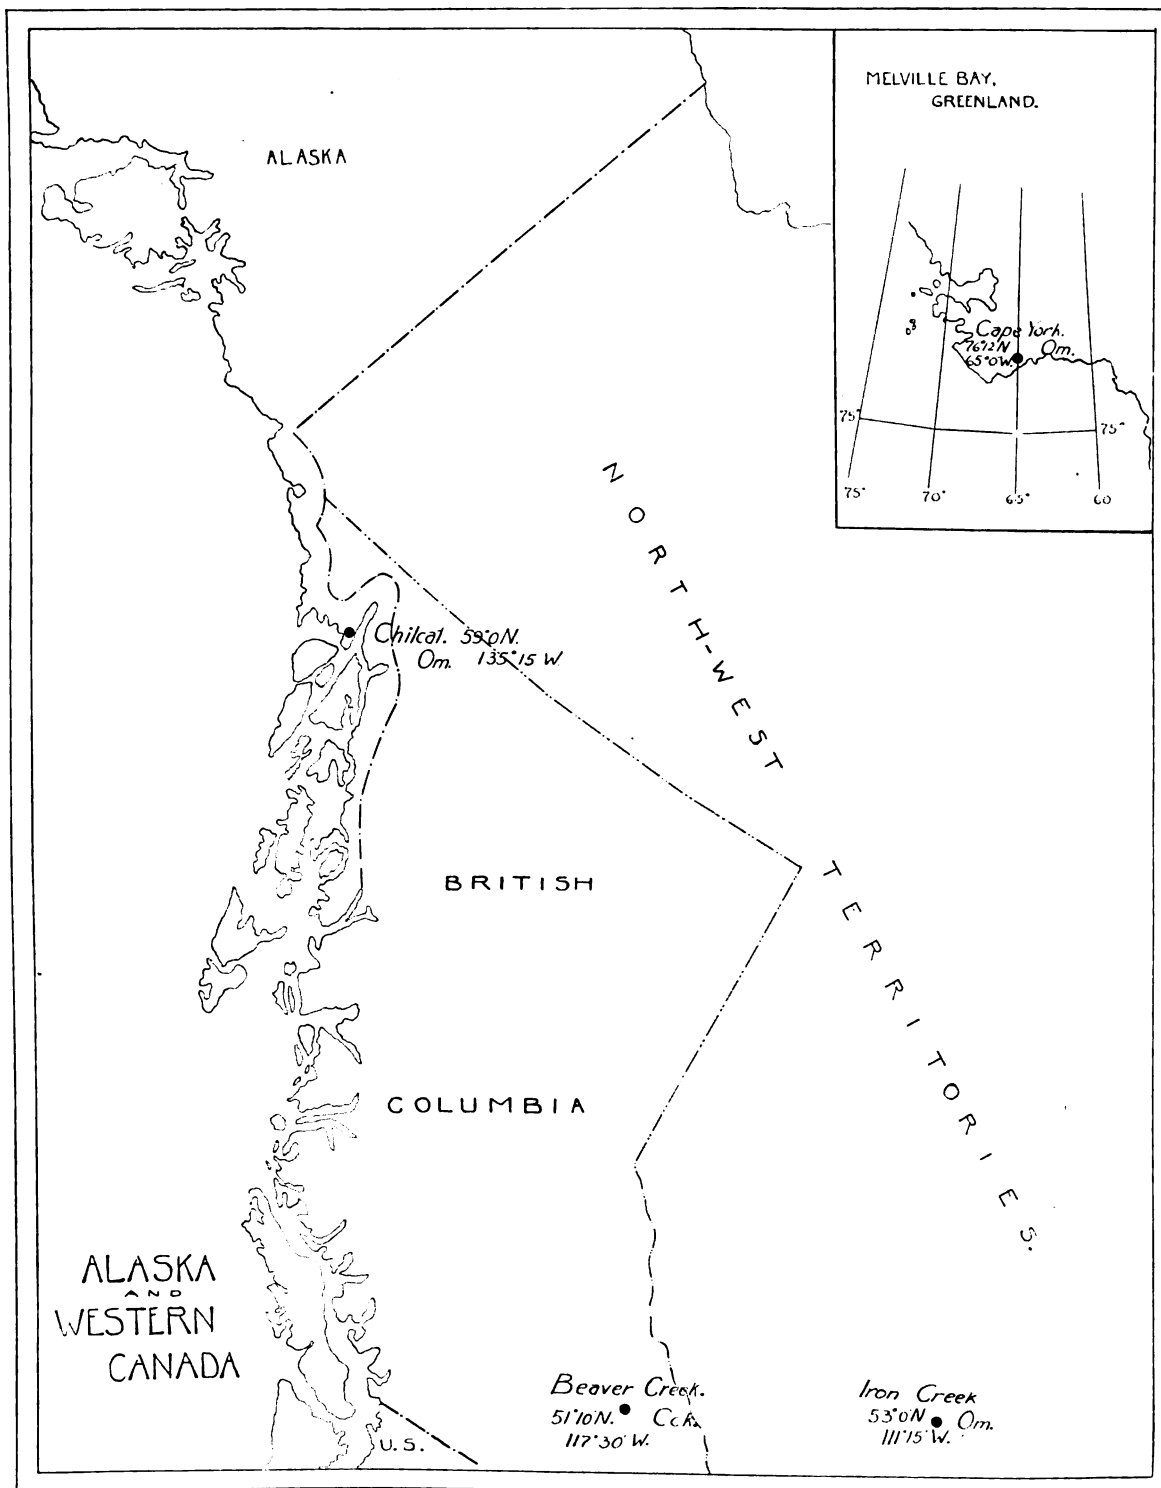 MELVILLE BAY,
GREENLAND.
ALASKA
Cape York.
76°12'N Om.
65°0'W.
75° 75°
75° 70° 65° 60
NORTH-WEST
Chilcat. 59°0'N.
Om. 135°15'W.
BRITISH
TERRITORIES.
COLUMBIA
ALASKA
AND
WESTERN
CANADA
Beaver Creek.
51°10'N. Cck.
117°30'W.
Iron Creek
53°0'N Om.
111°15'W.
U.S.